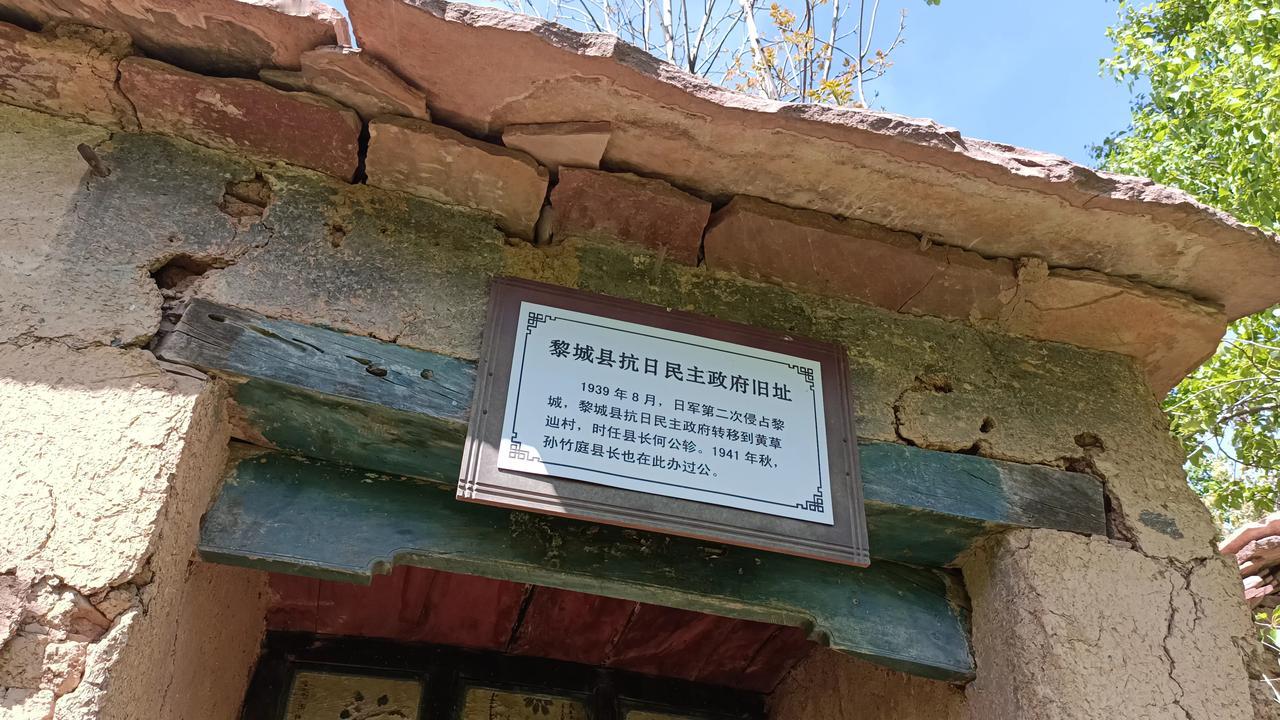 黎城县抗日民主政府旧址
1939 年 8 月，日军第二次侵占黎
城，黎城县抗日民主政府转移到黄草
辿村，时任县长何公轸。1941 年秋，
孙竹庭县长也在此办过公。